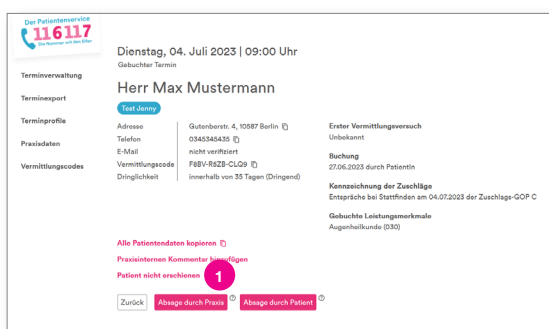 Der Patientenservice
116117
Die Nummer mit den Elfen
Terminverwaltung
Terminexport
Terminprofile
Praxisdaten
Vermittlungscodes
Dienstag, 04. Juli 2023 | 09:00 Uhr
Gebuchter Termin
Herr Max Mustermann
Test Jenny
Adresse Gutenberstr. 4, 10587 Berlin
Telefon 0345345435
E-Mail nicht verifiziert
Vermittlungscode F8BV-R6ZB-CLQ9
Dringlichkeit innerhalb von 35 Tagen (Dringend)
Erster Vermittlungsversuch
Unbekannt
Buchung
27.06.2023 durch PatientIn
Kennzeichnung der Zuschläge
Entspräche bei Stattfinden am 04.07.2023 der Zuschlags-GOP C
Gebuchte Leistungsmerkmale
Augenheilkunde (030)
Alle Patientendaten kopieren
Praxisinternen Kommentar hinzufügen
Patient nicht erschienen 1
Zurück Absage durch Praxis ? Absage durch Patient ?